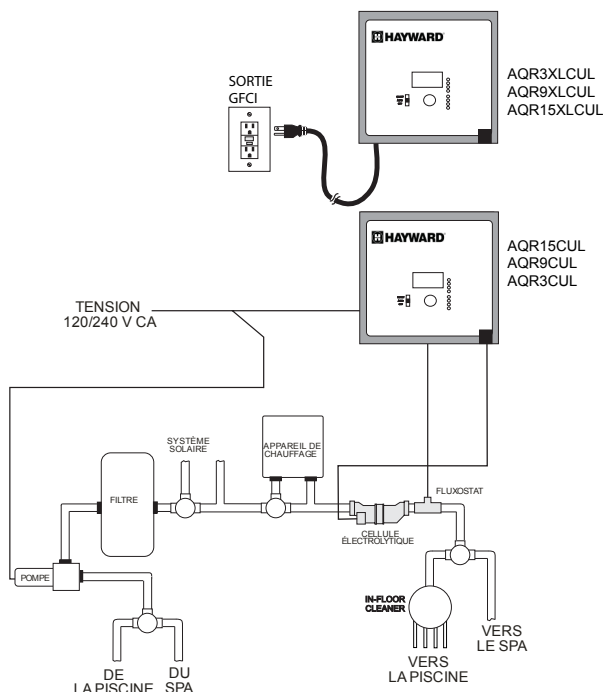 HAYWARD
AQR3XLCUL
AQR9XLCUL
AQR15XLCUL
SORTIE
GFCI
HAYWARD
AQR15CUL
AQR9CUL
AQR3CUL
TENSION
120/240 V CA
SYSTÈME
SOLAIRE
APPAREIL DE
CHAUFFAGE
FILTRE
FLUXOSTAT
CELLULE
ÉLECTROLYTIQUE
POMPE
IN-FLOOR
CLEANER
VERS
LE SPA
VERS
LA PISCINE
DE
LA PISCINE
DU
SPA